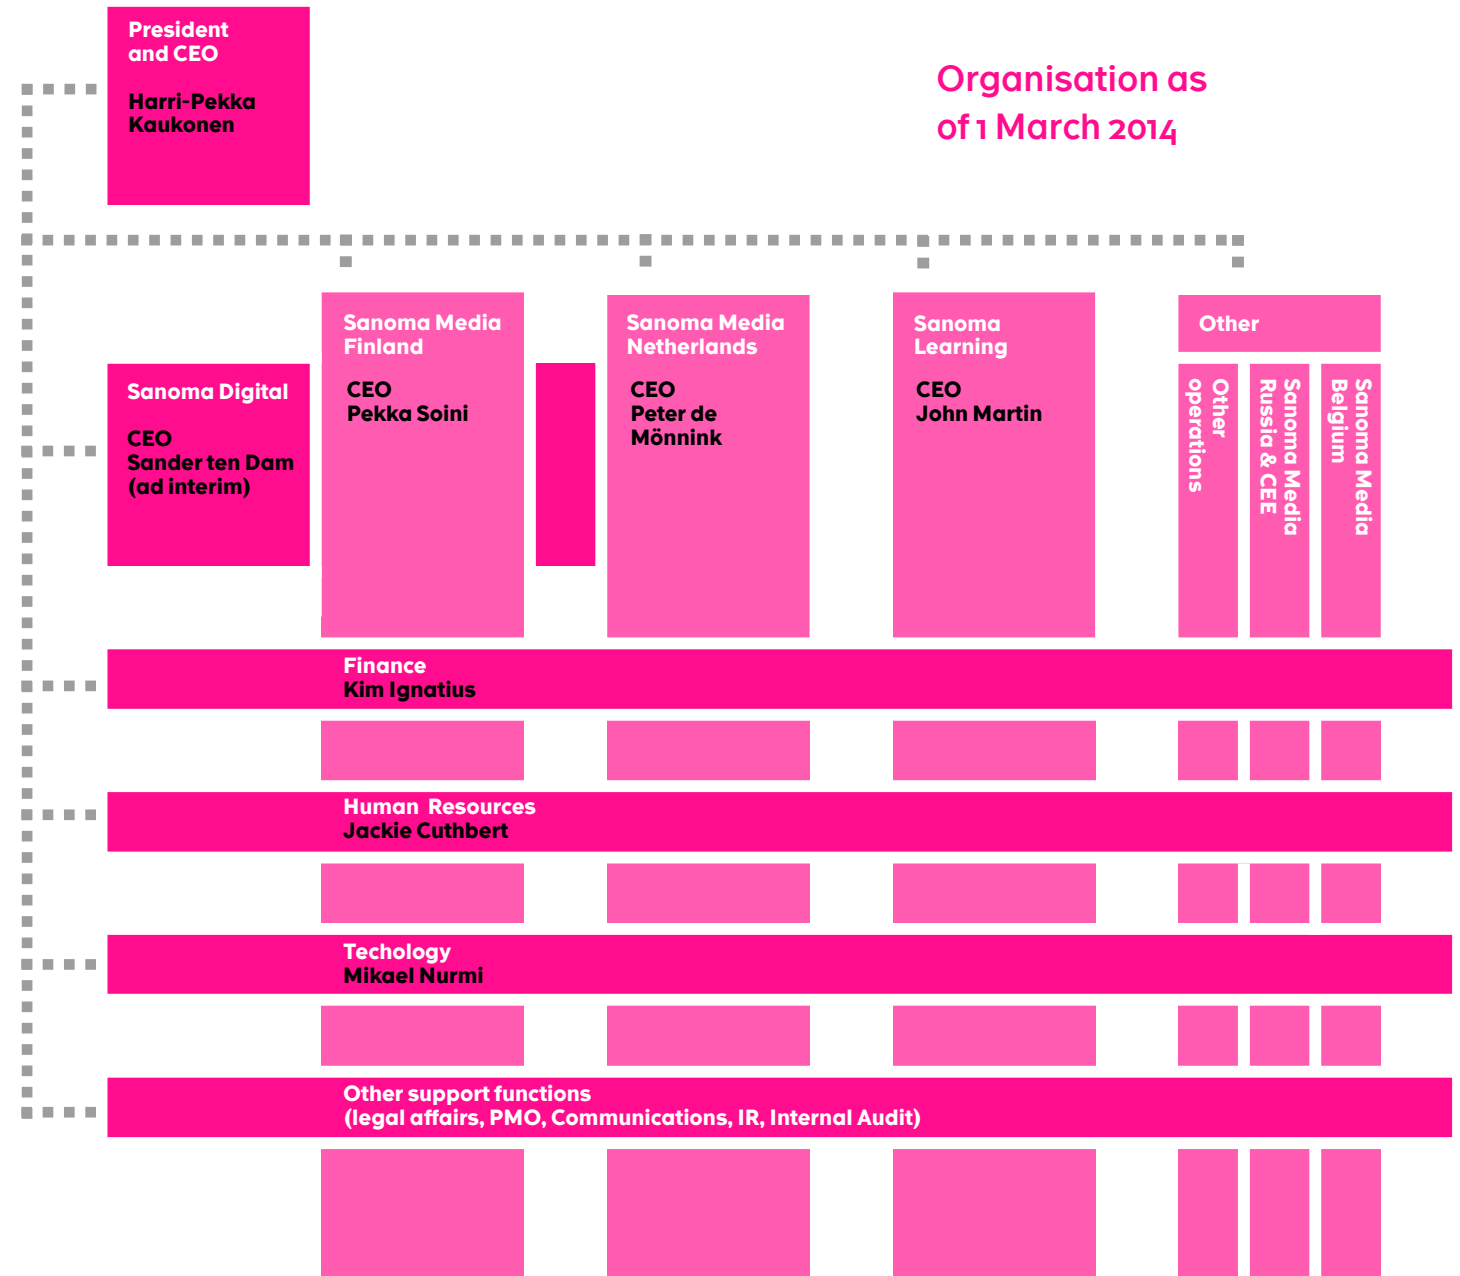 President
and CEO
Harri-Pekka
Kaukonen
Organisation as
of 1 March 2014
Sanoma Digital
CEO
Sander ten Dam
(ad interim)
Sanoma Media
Finland
CEO
Pekka Soini
Sanoma Media
Netherlands
CEO
Peter de
Mönnink
Sanoma
Learning
CEO
John Martin
Other
Other
operations
Sanoma Media
Russia & CEE
Sanoma Media
Belgium
Finance
Kim Ignatius
Human Resources
Jackie Cuthbert
Techology
Mikael Nurmi
Other support functions
(legal affairs, PMO, Communications, IR, Internal Audit)